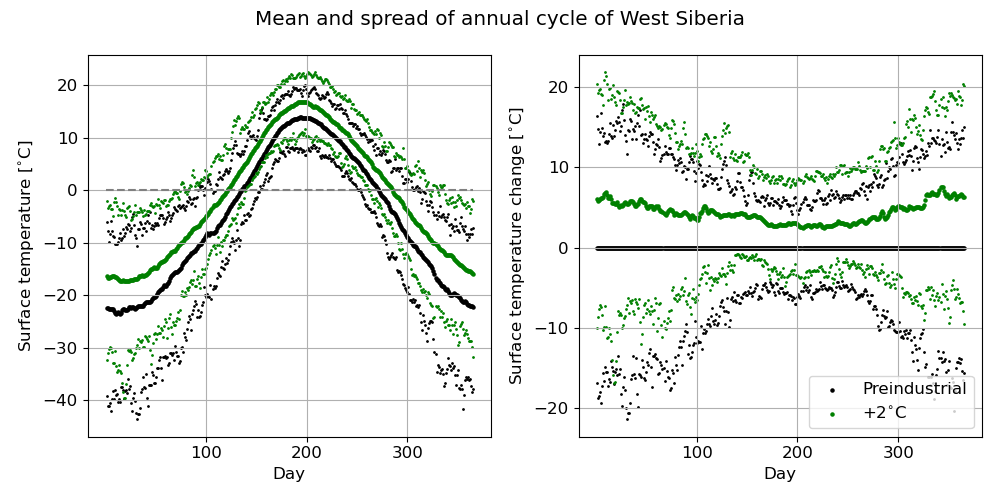 Mean and spread of annual cycle of West Siberia
Surface temperature [°C]
20
10
0
−10
−20
−30
−40
100
200
300
Day
Surface temperature change [°C]
20
10
0
−10
−20
100
200
300
Day
Preindustrial
+2°C